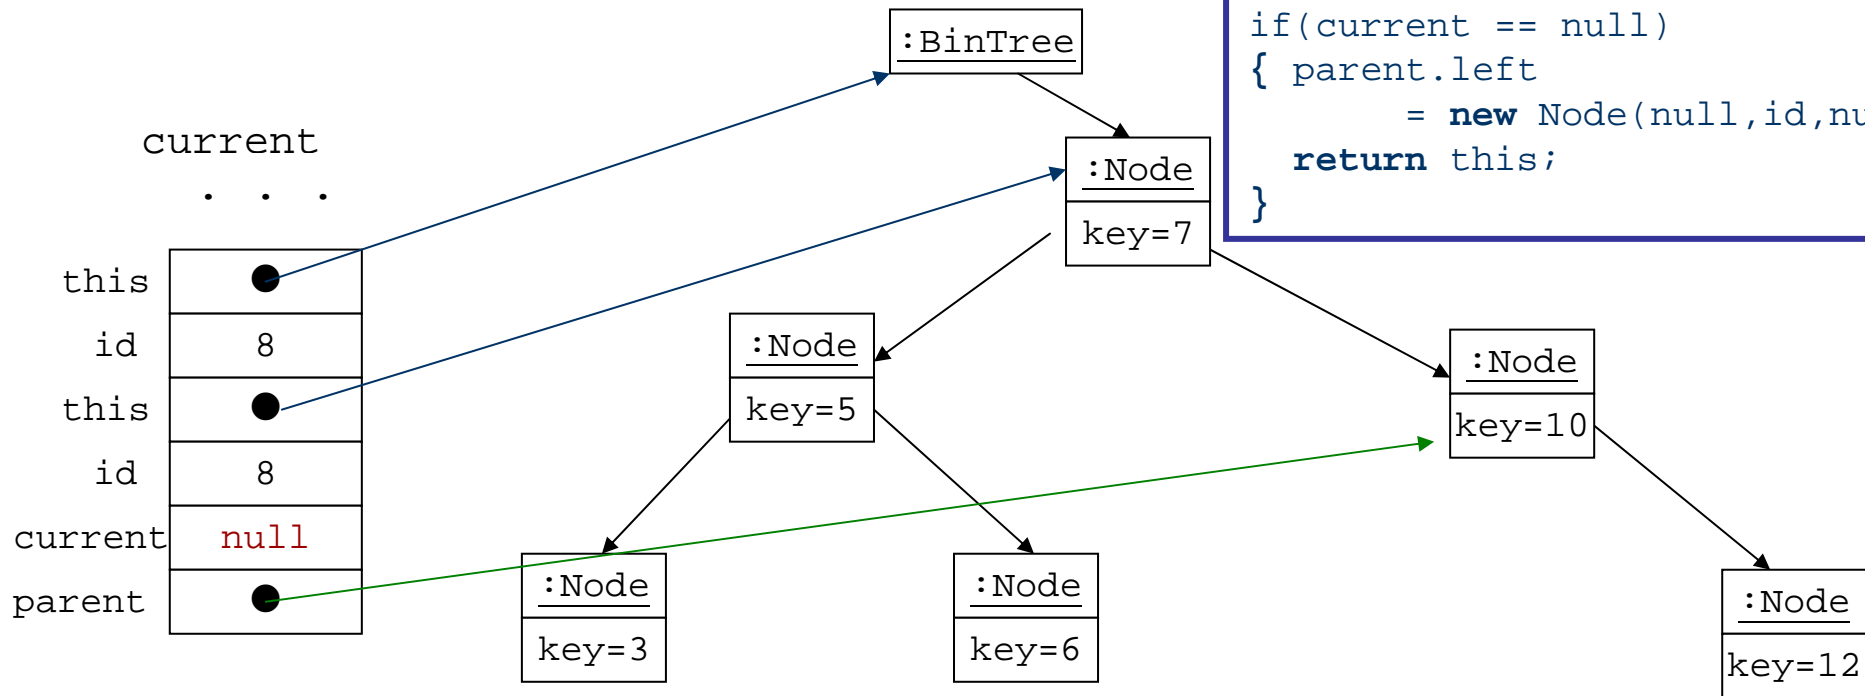 :BinTree
if(current == null)
{ parent.left
= new Node(null,id,nu
return this;
}
current
. . .
:Node
key=7
this
id 8
this
id 8
current null
parent
:Node
key=5
:Node
key=10
:Node
key=3
:Node
key=6
:Node
key=12